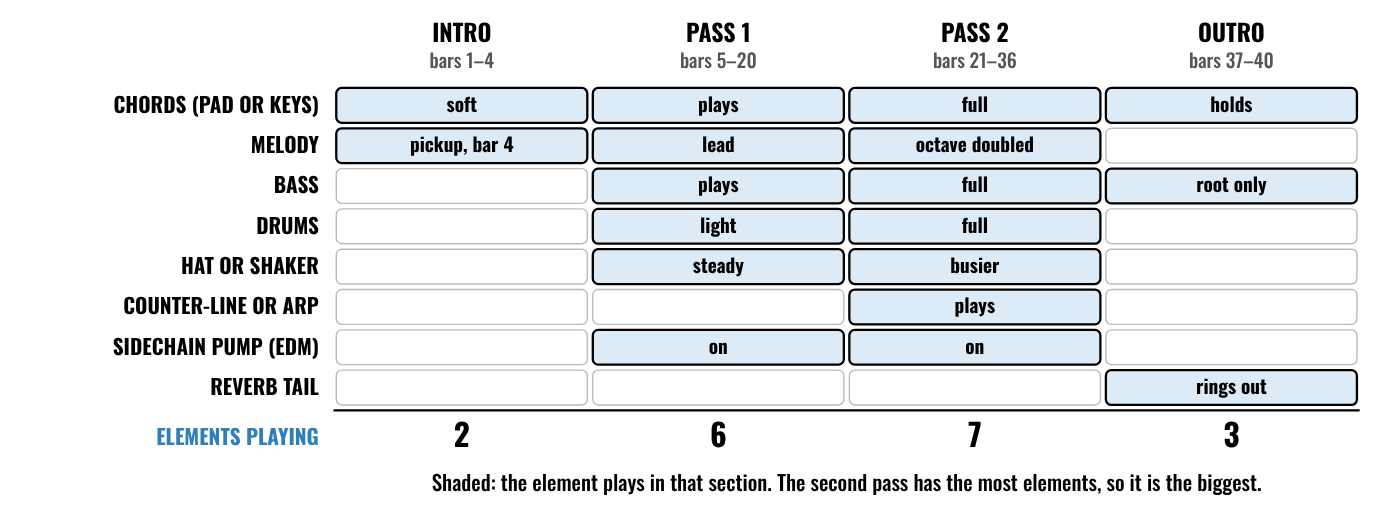 INTRO PASS 1 PASS 2 OUTRO
bars 1–4 bars 5–20 bars 21–36 bars 37–40
CHORDS (PAD OR KEYS) soft plays full holds
MELODY pickup, bar 4 lead octave doubled
BASS plays full root only
DRUMS light full
HAT OR SHAKER steady busier
COUNTER-LINE OR ARP plays
SIDECHAIN PUMP (EDM) on on
REVERB TAIL rings out
ELEMENTS PLAYING 2 6 7 3
Shaded: the element plays in that section. The second pass has the most elements, so it is the biggest.